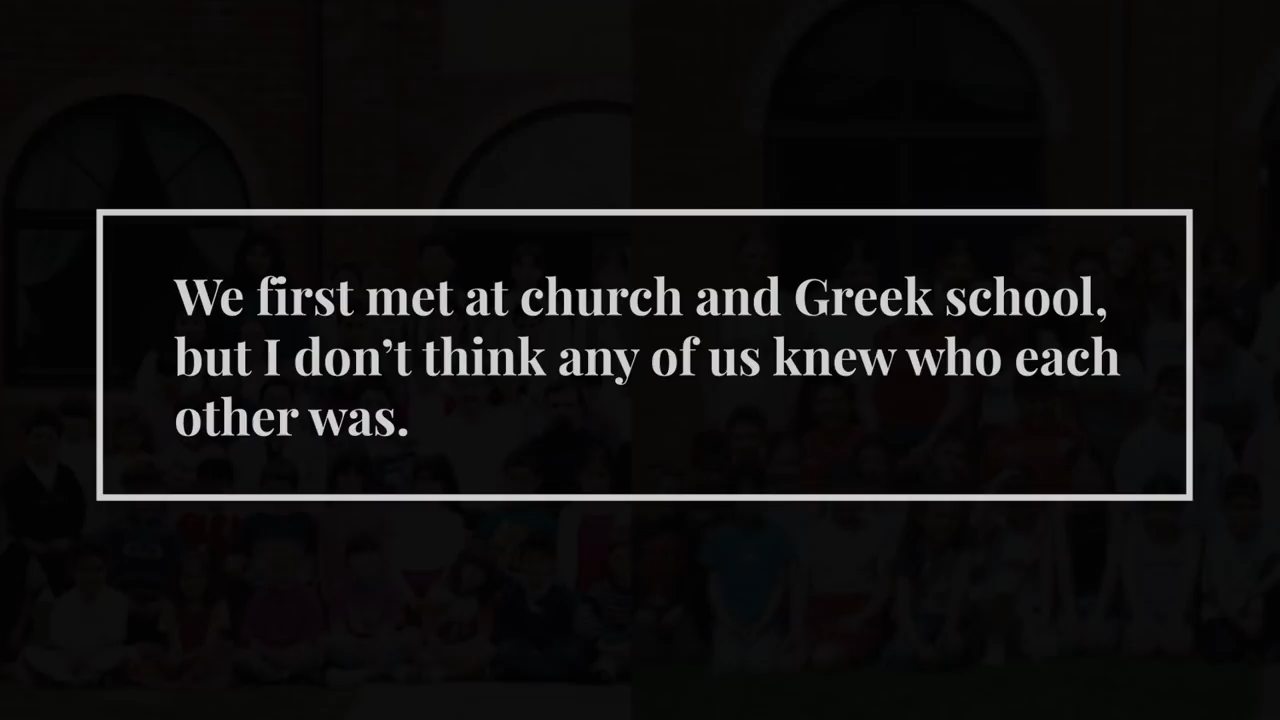 We first met at church and Greek school,
but I don’t think any of us knew who each
other was.